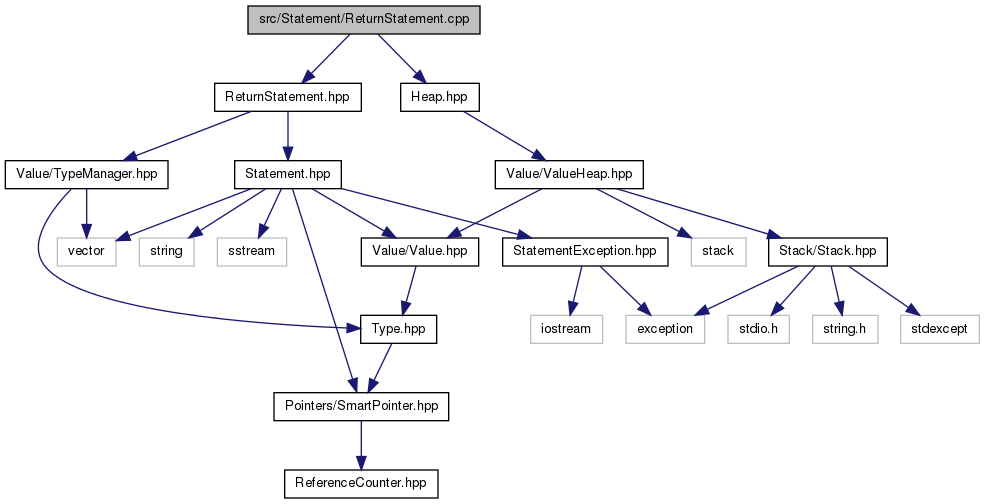 src/Statement/ReturnStatement.cpp
ReturnStatement.hpp
Heap.hpp
Value/TypeManager.hpp
Statement.hpp
Value/ValueHeap.hpp
vector
string
sstream
Value/Value.hpp
StatementException.hpp
stack
Stack/Stack.hpp
Type.hpp
iostream
exception
stdio.h
string.h
stdexcept
Pointers/SmartPointer.hpp
ReferenceCounter.hpp